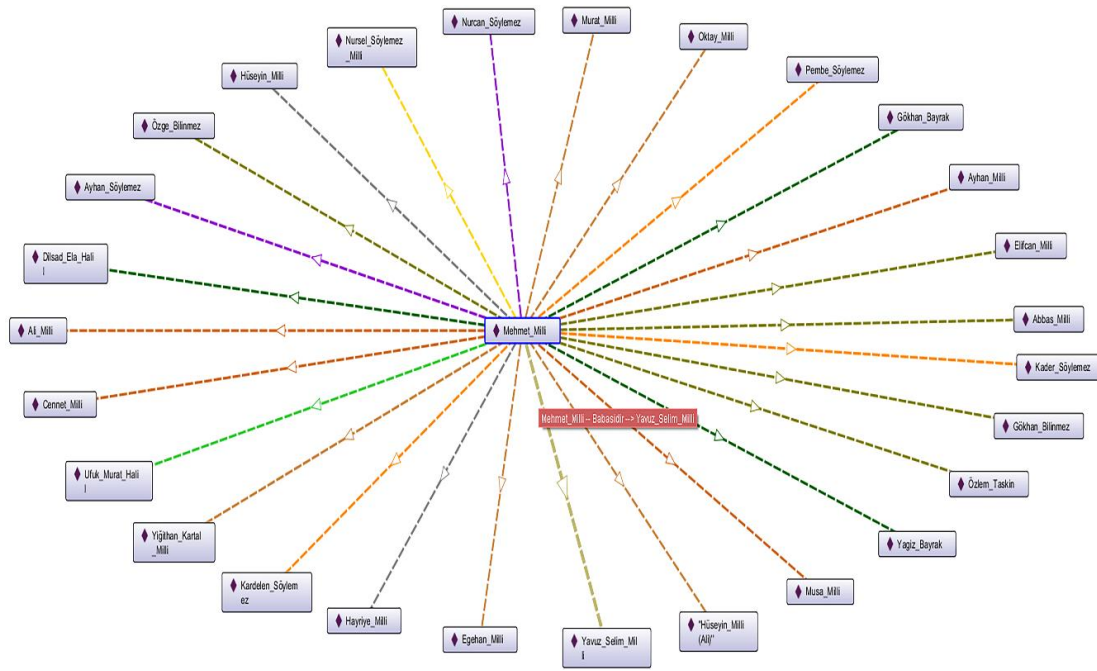 Nurcan_Söylemez
Murat_Milli
Nursel_Söylemez
_Milli
Oktay_Milli
Hüseyin_Milli
Pembe_Söylemez
Özge_Bilinmez
Gökhan_Bayrak
Ayhan_Söylemez
Ayhan_Milli
Dilsad_Ela_Hali
l
Elifcan_Milli
Ali_Milli
Mehmet_Milli
Abbas_Milli
Kader_Söylemez
Cennet_Milli
Mehmet_Milli -- Babasidir --> Yavuz_Selim_Milli
Gökhan_Bilinmez
Ufuk_Murat_Hali
l
Özlem_Taskin
Yiğithan_Kartal
_Milli
Yagiz_Bayrak
Kardelen_Söylem
ez
Musa_Milli
Hayriye_Milli
Egehan_Milli
Yavuz_Selim_Mil
li
"Hüseyin_Milli
(Ali)"